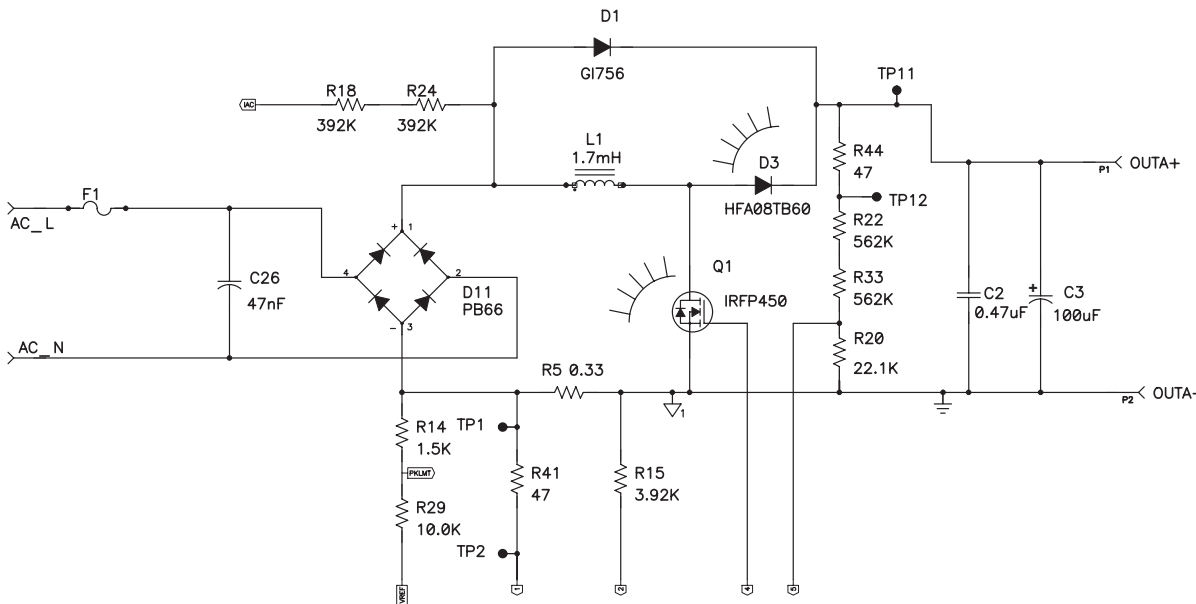 D1
GI756
TP11
IAC
R18
392K
R24
392K
L1
1.7mH
D3
HFA08TB60
R44
47
P1
OUTA+
F1
AC_L
TP12
R22
562K
+
1
4
2
C26
47nF
D11
PB66
-
3
Q1
IRFP450
R33
562K
C2
0.47uF
+
C3
100uF
AC_N
R20
22.1K
R5 0.33
1
P2
OUTA-
R14
1.5K
TP1
PKLMT
R41
47
R15
3.92K
R29
10.0K
TP2
VREF
1
2
4
5